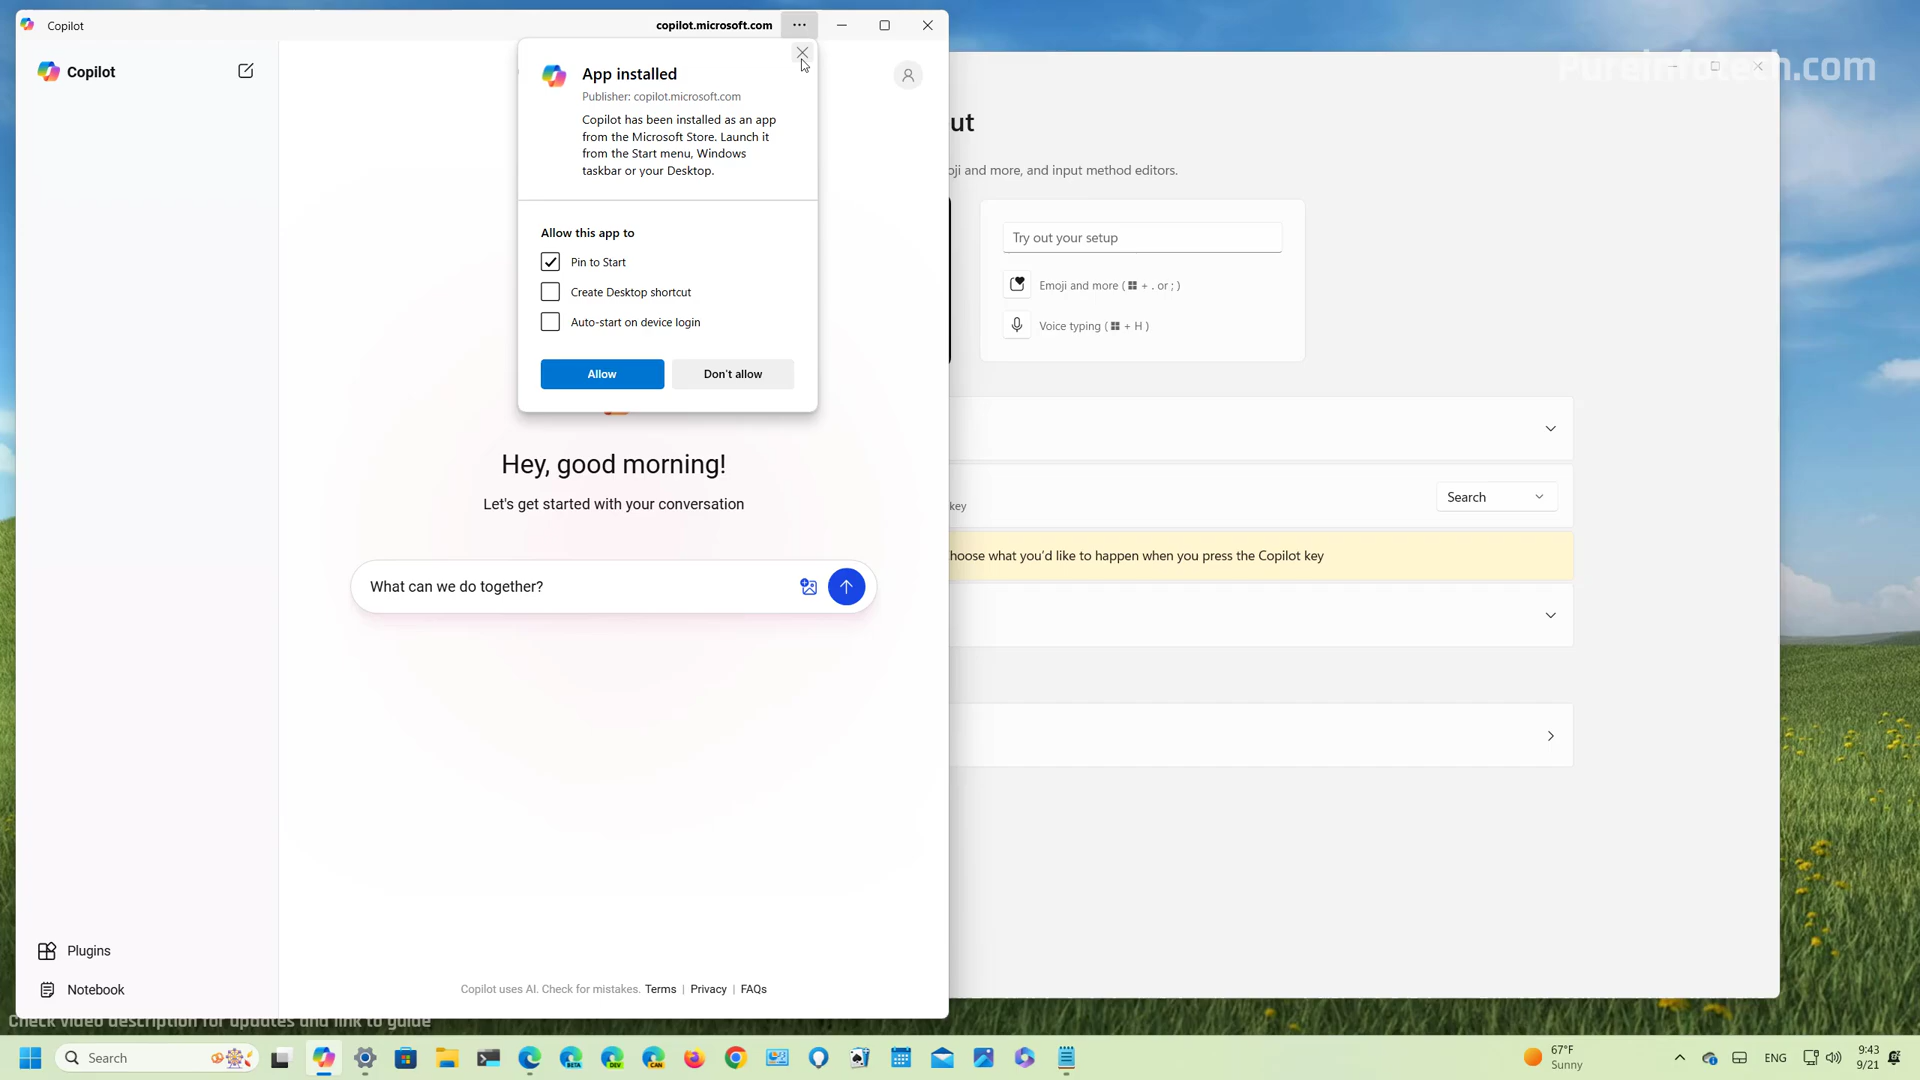 Copilot
copilot.microsoft.com
Copilot
App installed
Publisher: copilot.microsoft.com
Copilot has been installed as an app
from the Microsoft Store. Launch it
from the Start menu, Windows
taskbar or your Desktop.
Allow this app to
Pin to Start
Create Desktop shortcut
Auto-start on device login
Allow
Don't allow
Hey, good morning!
Let's get started with your conversation
What can we do together?
Copilot uses AI. Check for mistakes. Terms | Privacy | FAQs
Plugins
Notebook
Pureinfotech.com
ut
oji and more, and input method editors.
Try out your setup
Emoji and more ( + . or ; )
Voice typing ( + H )
key
Search
hoose what you'd like to happen when you press the Copilot key
Check video description for updates and link to guide
Search
BETA
DEV
CAN
67°F
Sunny
ENG
9:43
9/21